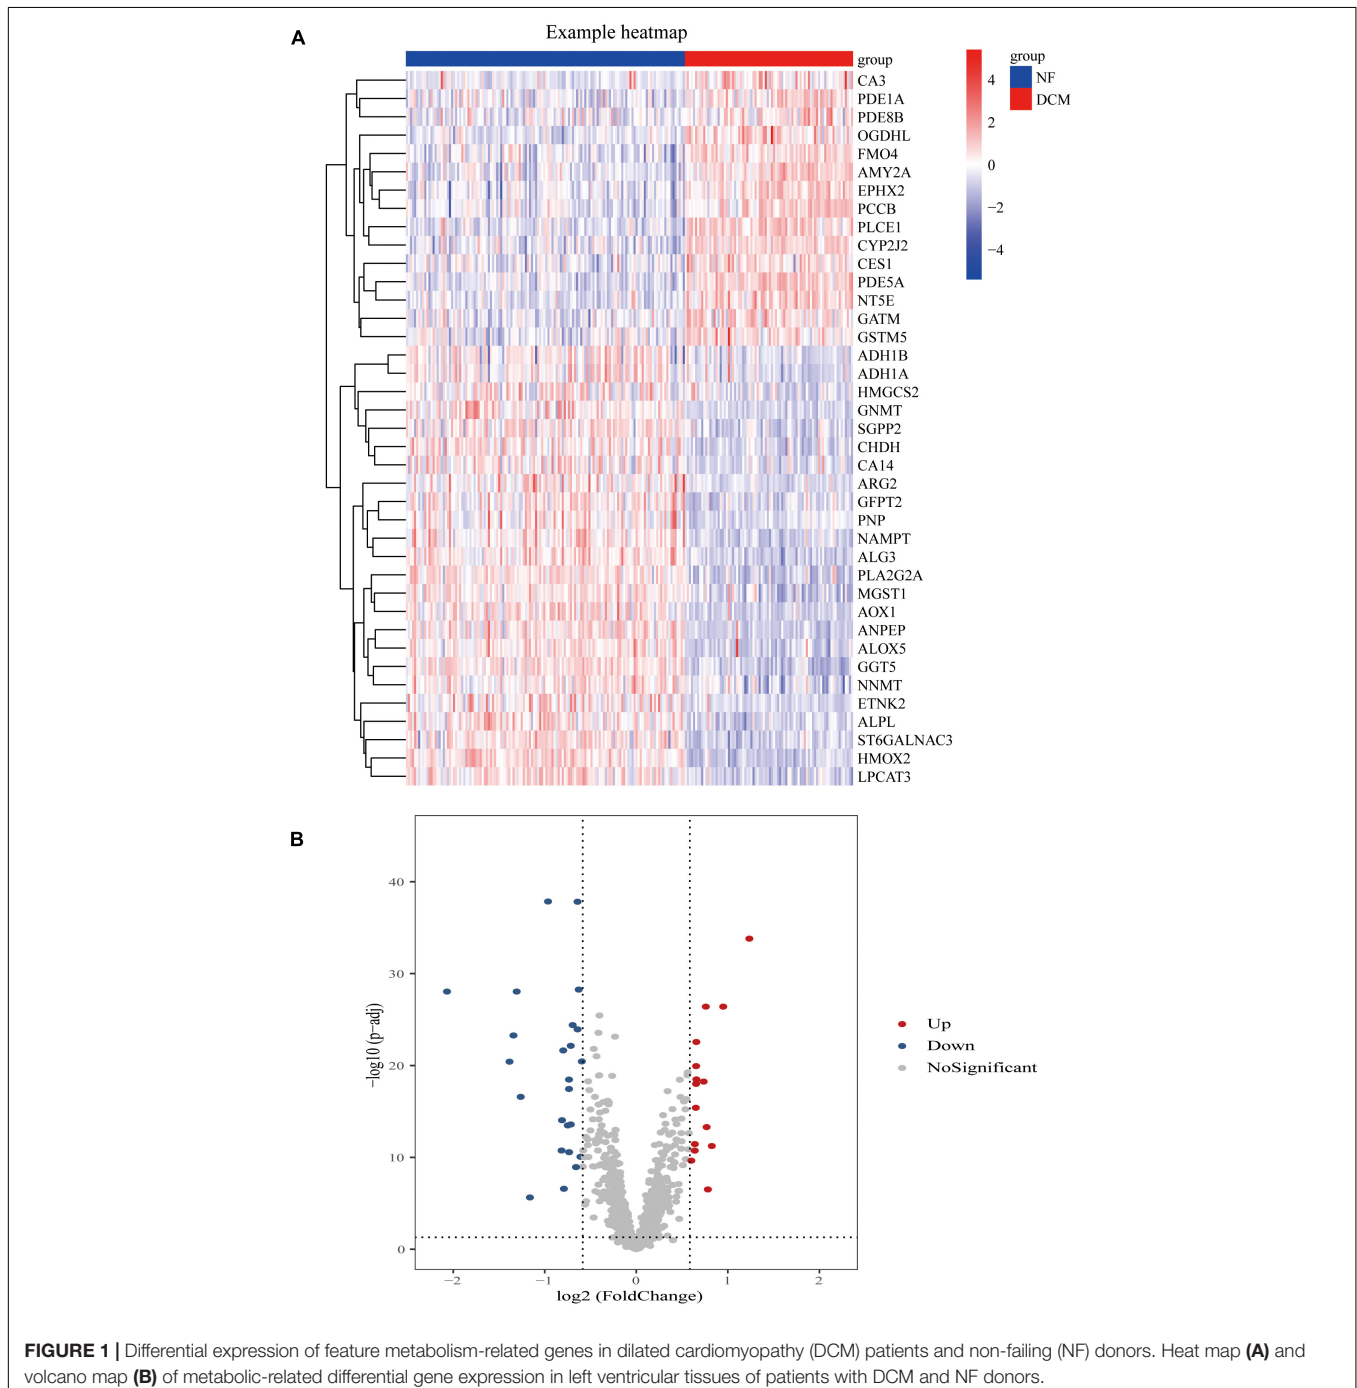 A
Example heatmap
group
CA3
PDE1A
PDE8B
OGDHL
FMO4
AMY2A
EPHX2
PCCB
PLCE1
CYP2J2
CES1
PDE5A
NT5E
GATM
GSTM5
ADH1B
ADH1A
HMGCS2
GNMT
SGPP2
CHDH
CA14
ARG2
GFPT2
PNP
NAMPT
ALG3
PLA2G2A
MGST1
AOX1
ANPEP
ALOX5
GGT5
NNMT
ETNK2
ALPL
ST6GALNAC3
HMOX2
LPCAT3
4
2
0
−2
−4
group
NF
DCM
B
40
30
20
10
0
−log10 (p−adj)
−2 −1 0 1 2
log2 (FoldChange)
Up
Down
NoSignificant
FIGURE 1 | Differential expression of feature metabolism-related genes in dilated cardiomyopathy (DCM) patients and non-failing (NF) donors. Heat map (A) and
volcano map (B) of metabolic-related differential gene expression in left ventricular tissues of patients with DCM and NF donors.